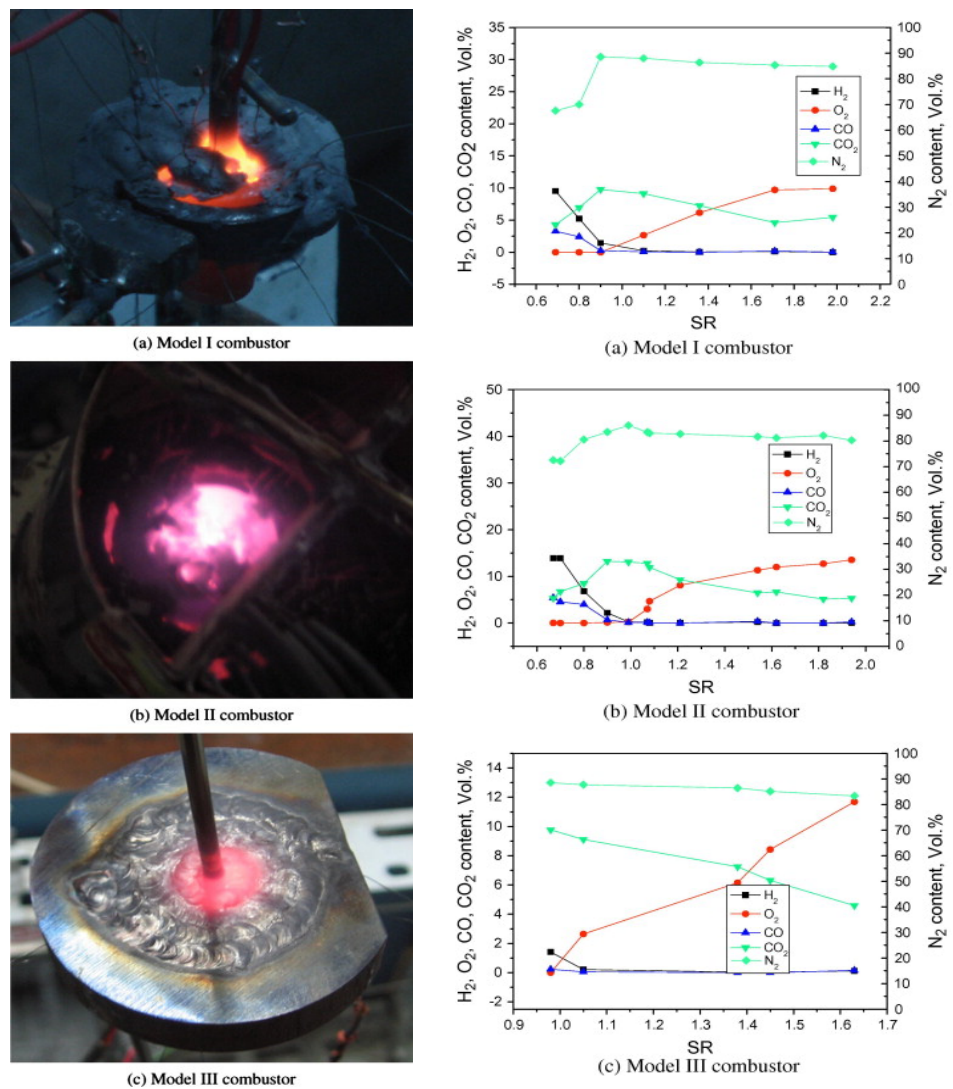 (a) Model I combustor
(b) Model II combustor
(c) Model III combustor
H2, O2, CO, CO2 content, Vol.%
35
30
25
20
15
10
5
0
-5
0.6 0.8 1.0 1.2 1.4 1.6 1.8 2.0 2.2
SR
H2
O2
CO
CO2
N2
100
90
80
70
60
50
40
30
20
10
0
N2 content, Vol.%
(a) Model I combustor
H2, O2, CO, CO2 content, Vol.%
50
40
30
20
10
0
0.6 0.8 1.0 1.2 1.4 1.6 1.8 2.0
SR
H2
O2
CO
CO2
N2
100
90
80
70
60
50
40
30
20
10
0
N2 content, Vol.%
(b) Model II combustor
H2, O2, CO, CO2 content, Vol.%
14
12
10
8
6
4
2
0
-2
0.9 1.0 1.1 1.2 1.3 1.4 1.5 1.6 1.7
SR
H2
O2
CO
CO2
N2
100
90
80
70
60
50
40
30
20
10
0
N2 content, Vol.%
(c) Model III combustor